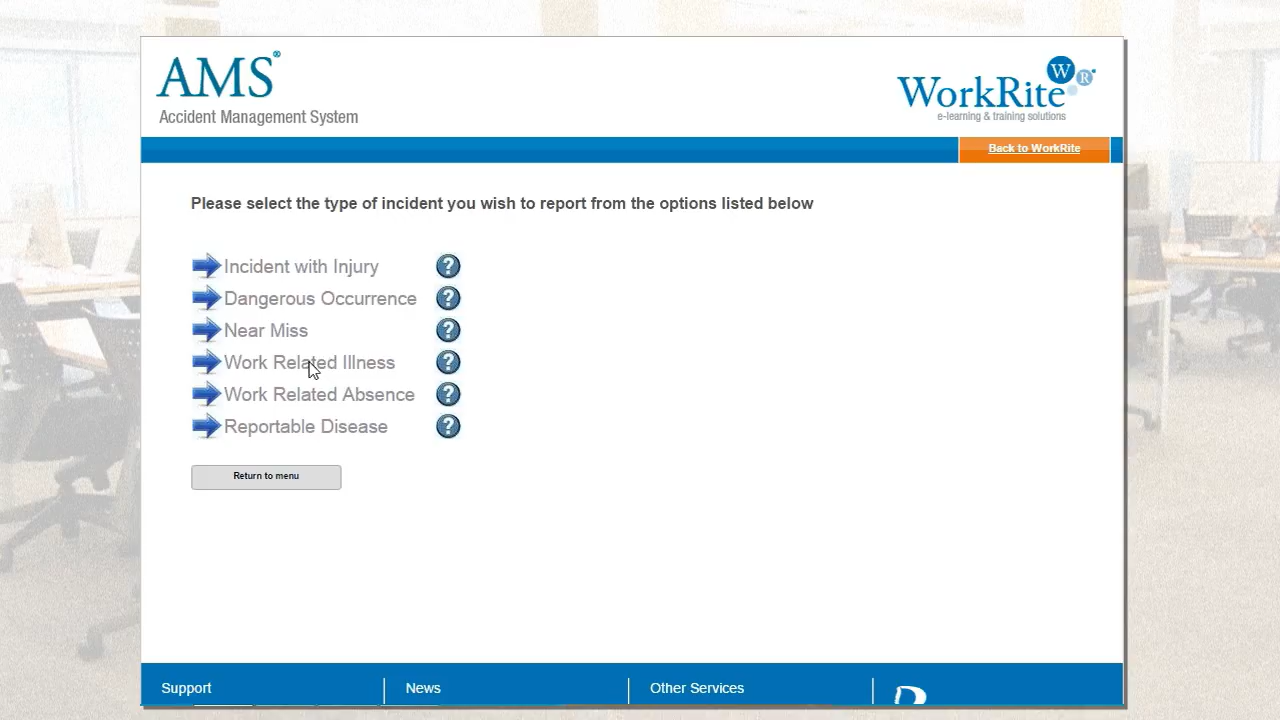 AMS®
Accident Management System
WorkRite
W
R
e-learning & training solutions
Back to WorkRite
Please select the type of incident you wish to report from the options listed below
Incident with Injury ?
Dangerous Occurrence ?
Near Miss ?
Work Related Illness ?
Work Related Absence ?
Reportable Disease ?
Return to menu
Support
News
Other Services